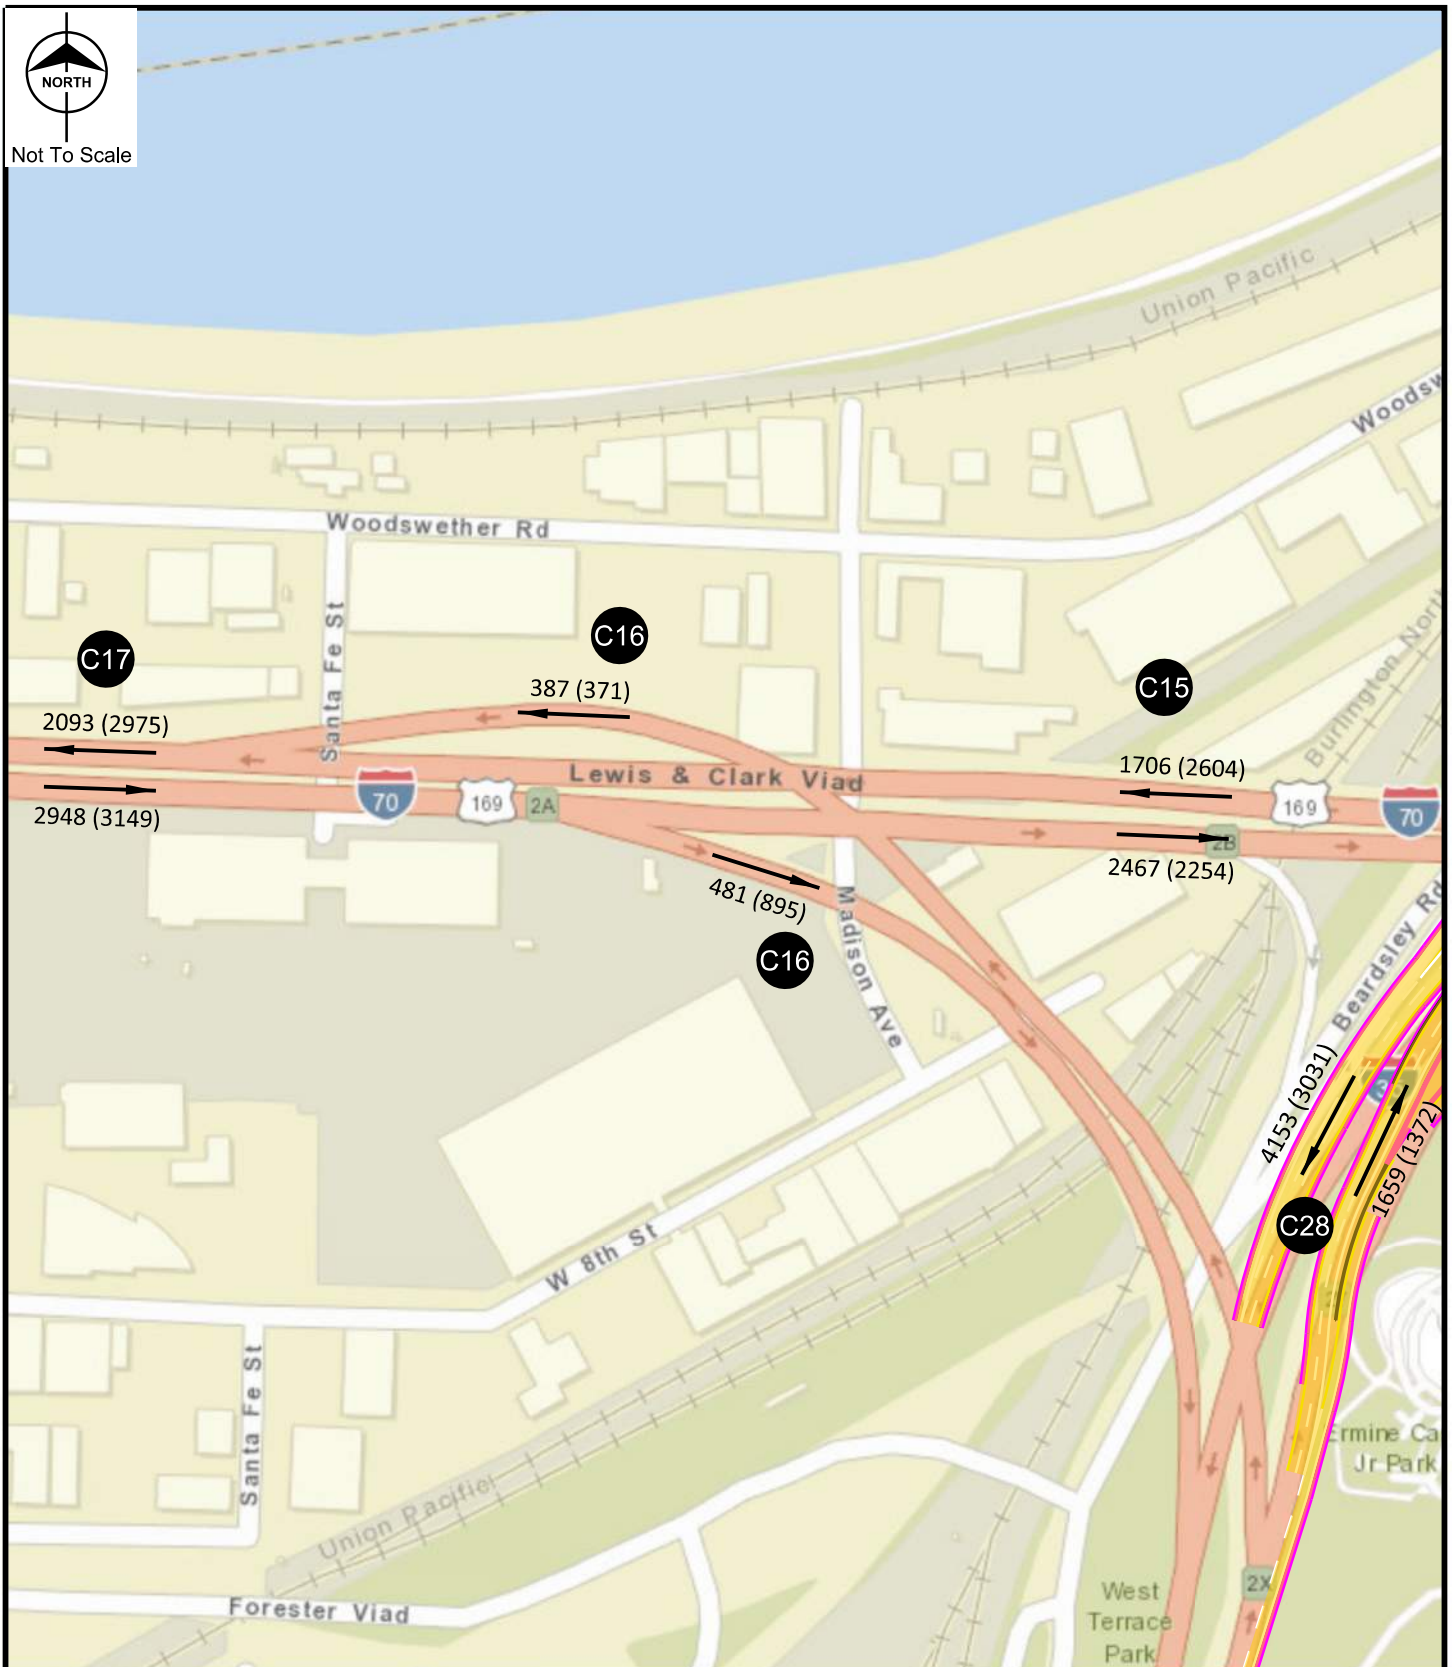 NORTH
Not To Scale
Union Pacific
Woodsw
Woodswether Rd
Santa Fe St
Burlington North
C17
C16
C15
387 (371)
2093 (2975)
1706 (2604)
Lewis & Clark Viad
70
169
2A
169
70
2948 (3149)
2B
2467 (2254)
481 (895)
Madison Ave
C16
Beardsley Rd
4153 (3031)
1659 (1372)
C28
W 8th St
Santa Fe St
Ermine Ca
Jr Park
Union Pacific
2X
West
Terrace
Park
Forester Viad